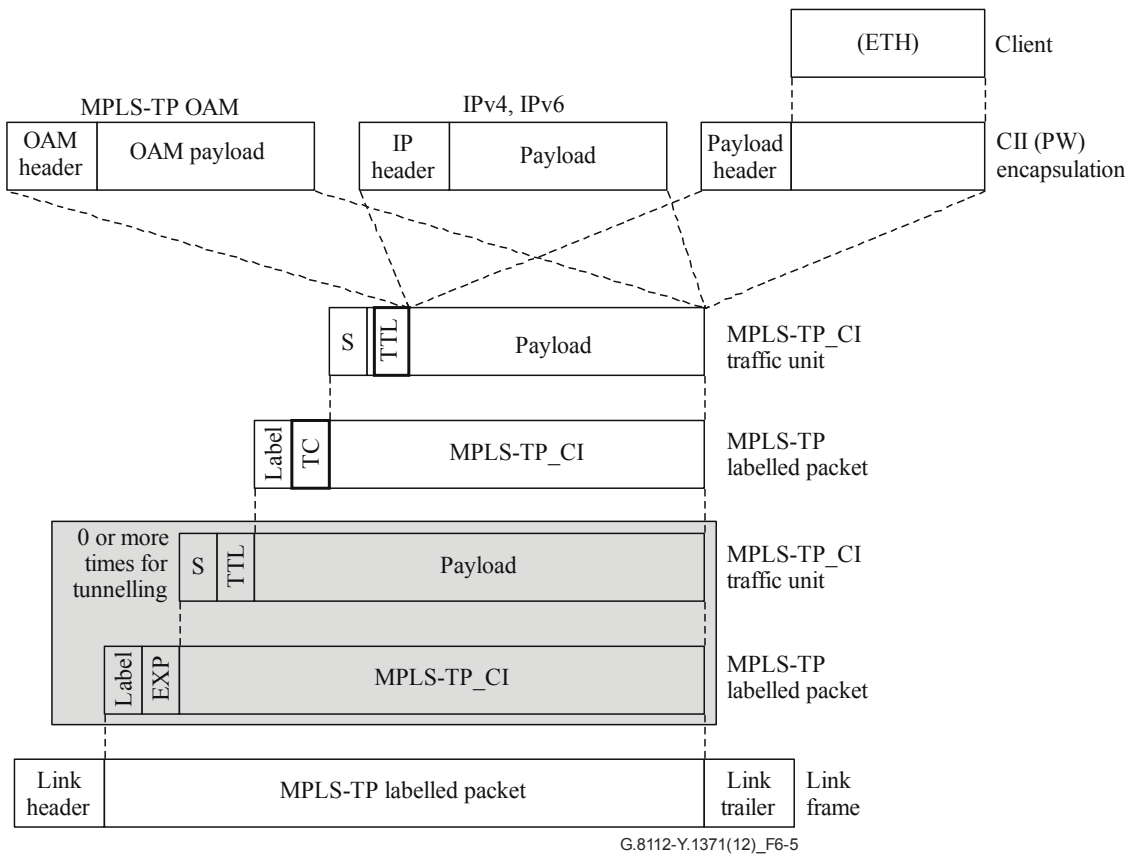 (ETH)
Client
MPLS-TP OAM
IPv4, IPv6
OAM
header
OAM payload
IP
header
Payload
Payload
header
CII (PW)
encapsulation
S
TTL
Payload
MPLS-TP_CI
traffic unit
Label
TC
MPLS-TP_CI
MPLS-TP
labelled packet
0 or more
times for
tunnelling
S
TTL
Payload
MPLS-TP_CI
traffic unit
Label
EXP
MPLS-TP_CI
MPLS-TP
labelled packet
Link
header
MPLS-TP labelled packet
Link
trailer
Link
frame
G.8112-Y.1371(12)_F6-5